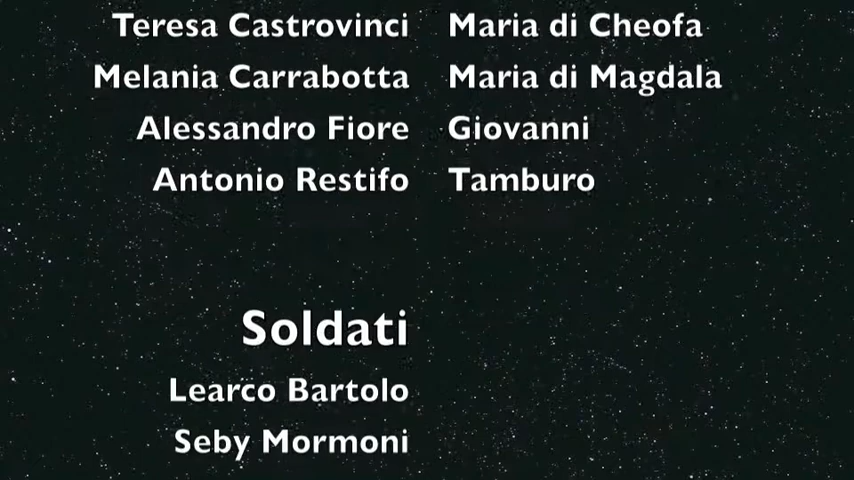 Teresa Castrovinci Maria di Cheofa
Melania Carrabotta Maria di Magdala
Alessandro Fiore Giovanni
Antonio Restifo Tamburo
Soldati
Learco Bartolo
Seby Mormoni